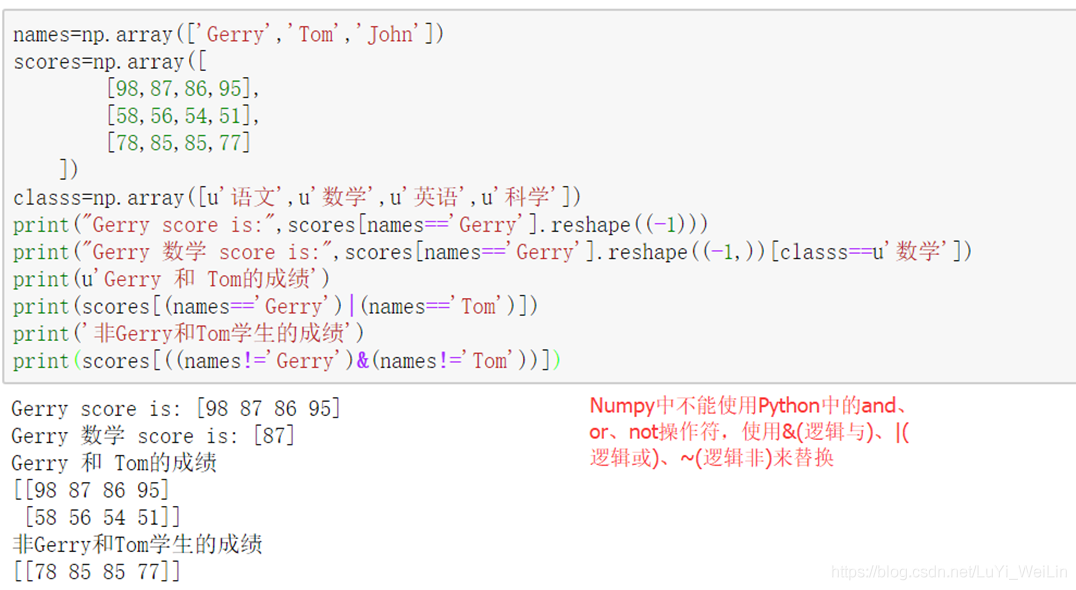 names=np.array(['Gerry','Tom','John'])
scores=np.array([
[98,87,86,95],
[58,56,54,51],
[78,85,85,77]
])
classs=np.array([u'语文',u'数学',u'英语',u'科学'])
print("Gerry score is:",scores[names=='Gerry'].reshape((-1)))
print("Gerry 数学 score is:",scores[names=='Gerry'].reshape((-1,))[classs==u'数学'])
print(u'Gerry 和 Tom的成绩')
print(scores[(names=='Gerry')|(names=='Tom')])
print('非Gerry和Tom学生的成绩')
print(scores[((names!='Gerry')&(names!='Tom'))])
Gerry score is: [98 87 86 95]
Gerry 数学 score is: [87]
Gerry 和 Tom的成绩
[[98 87 86 95]
[58 56 54 51]]
非Gerry和Tom学生的成绩
[[78 85 85 77]]
Numpy中不能使用Python中的and、
or、not操作符，使用&(逻辑与)、|(
逻辑或)、~(逻辑非)来替换
https://blog.csdn.net/LuYi_WeiLin